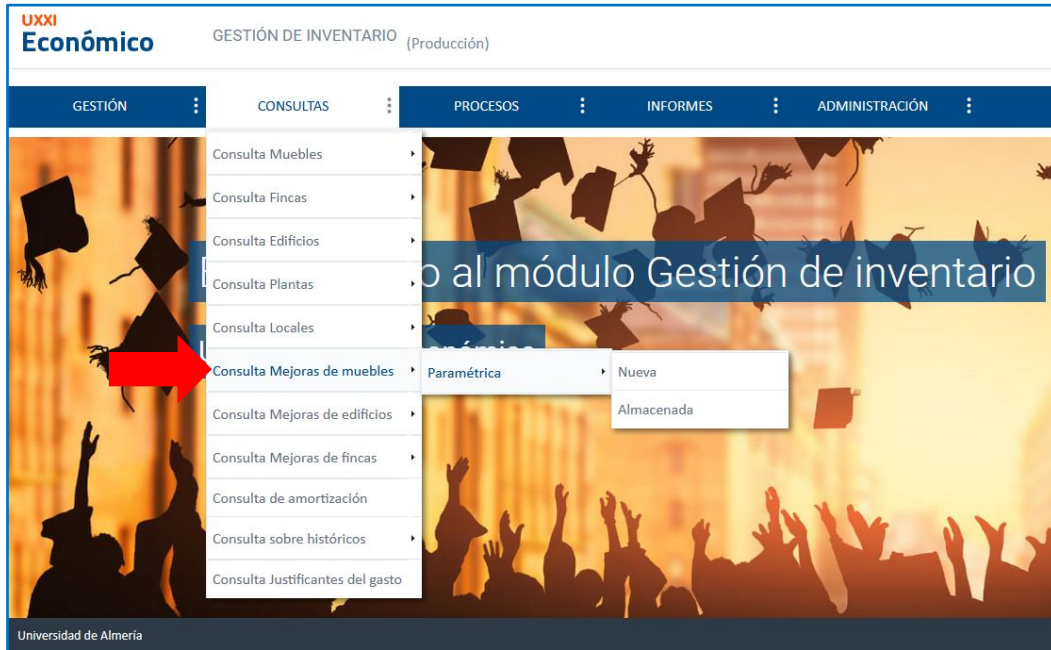 UXXI
Económico
GESTIÓN DE INVENTARIO (Producción)
GESTIÓN
CONSULTAS
PROCESOS
INFORMES
ADMINISTRACIÓN
Consulta Muebles
Consulta Fincas
Consulta Edificios
o al módulo Gestión de inventario
Consulta Plantas
Consulta Locales
Consulta Mejoras de muebles
Paramétrica
Nueva
Almacenada
Consulta Mejoras de edificios
Consulta Mejoras de fincas
Consulta de amortización
Consulta sobre históricos
Consulta Justificantes del gasto
Universidad de Almería